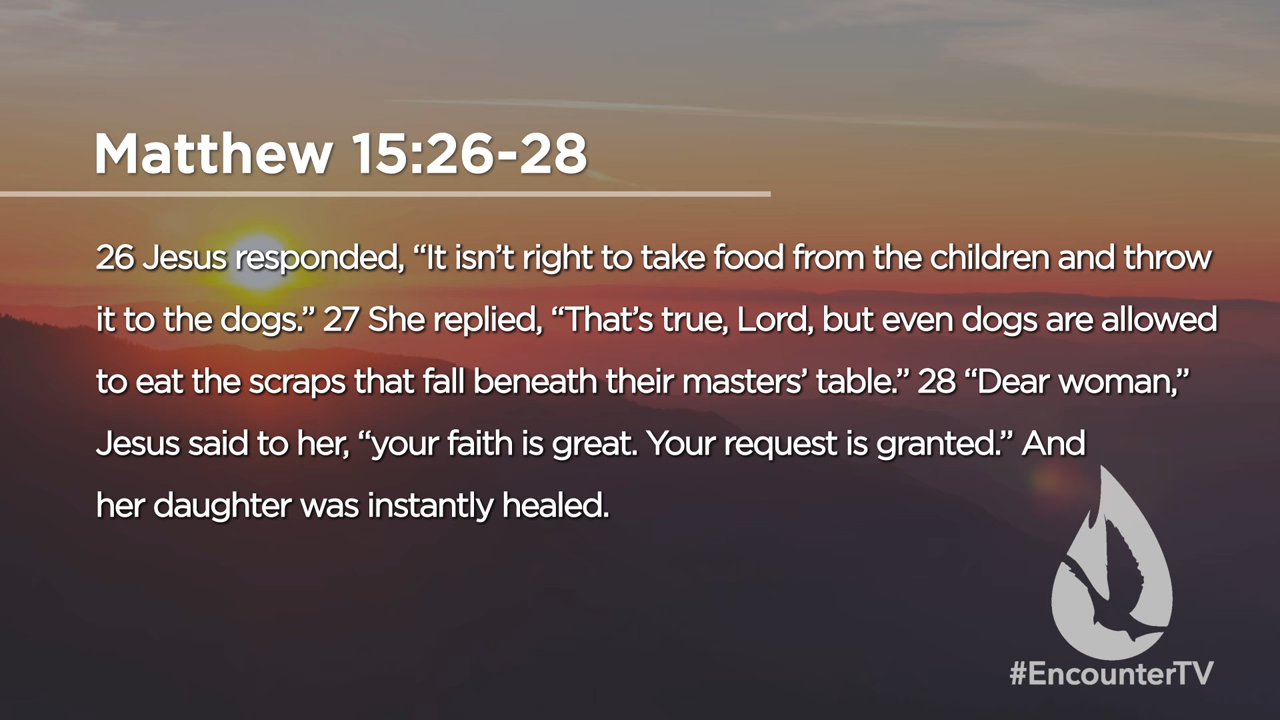 Matthew 15:26-28
26 Jesus responded, “It isn’t right to take food from the children and throw
it to the dogs.” 27 She replied, “That’s true, Lord, but even dogs are allowed
to eat the scraps that fall beneath their masters’ table.” 28 “Dear woman,”
Jesus said to her, “your faith is great. Your request is granted.” And
her daughter was instantly healed.
#EncounterTV